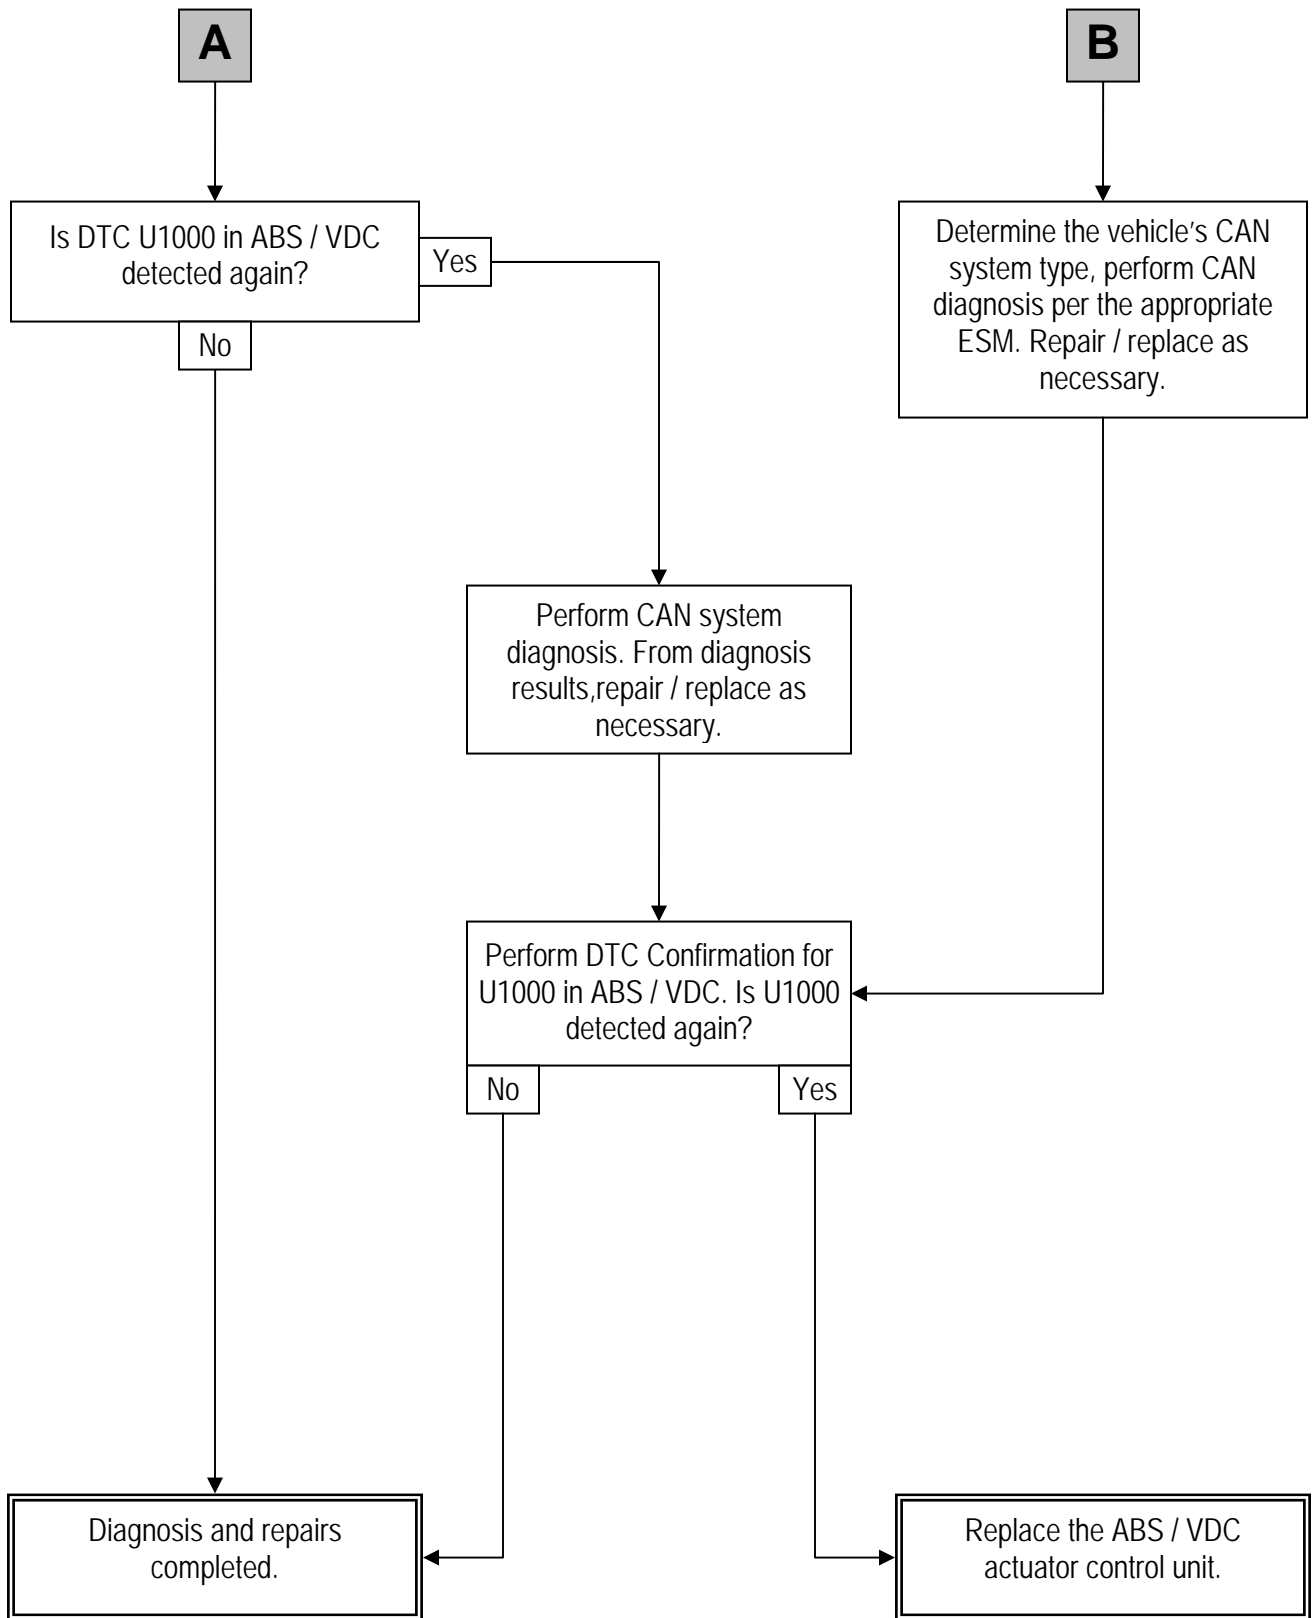 A
B
Is DTC U1000 in ABS / VDC
detected again?
Yes
No
Determine the vehicle's CAN
system type, perform CAN
diagnosis per the appropriate
ESM. Repair / replace as
necessary.
Perform CAN system
diagnosis. From diagnosis
results,repair / replace as
necessary.
Perform DTC Confirmation for
U1000 in ABS / VDC. Is U1000
detected again?
No
Yes
Diagnosis and repairs
completed.
Replace the ABS / VDC
actuator control unit.